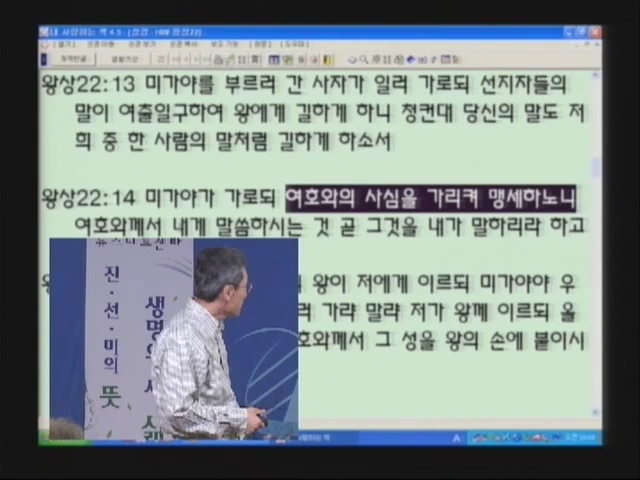 왕상22:13 미가야를 부르러 간 사자가 일러 가로되 선지자들의
말이 여출일구하여 왕에게 길하게 하니 청컨대 당신의 말도 저
희 중 한 사람의 말처럼 길하게 하소서
왕상22:14 미가야가 가로되 여호와의 사심을 가리켜 맹세하노니
여호와께서 내게 말씀하시는 것 곧 그것을 내가 말하리라 하고
왕이 저에게 이르되 미가야야 우
가랴 말랴 저가 왕께 이르되 올
호와께서 그 성을 왕의 손에 붙이시
진·선·미의
뜻
생명의